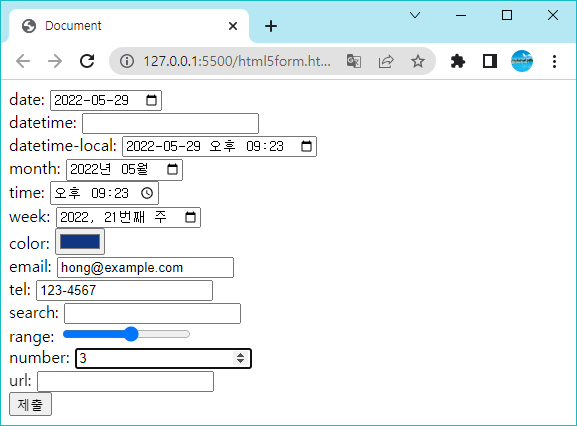 Document
127.0.0.1:5500/html5form.ht...
date: 2022-05-29
datetime:
datetime-local: 2022-05-29 오후 09:23
month: 2022년 05월
time: 오후 09:23
week: 2022, 21번째 주
color:
email: hong@example.com
tel: 123-4567
search:
range:
number: 3
url:
제출